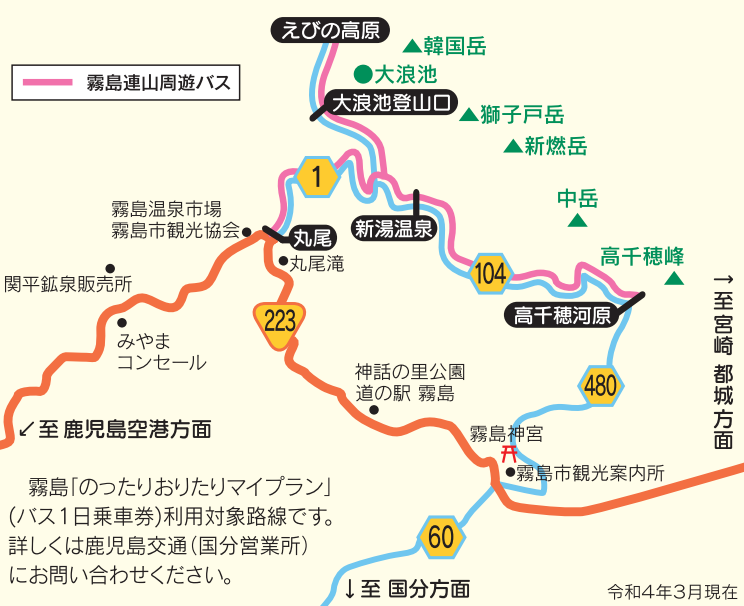 えびの高原
韓国岳
大浪池
霧島連山周遊バス
大浪池登山口
獅子戸岳
新燃岳
1
中岳
霧島温泉市場
霧島市観光協会
丸尾
新湯温泉
丸尾滝
高千穂峰
104
関平鉱泉販売所
高千穂河原
223
みやま
コンセール
→至宮崎 都城方面
神話の里公園
道の駅 霧島
480
↙至 鹿児島空港方面
霧島神宮
霧島市観光案内所
霧島「のったりおりたりマイプラン」
(バス1日乗車券)利用対象路線です。
詳しくは鹿児島交通(国分営業所)
にお問い合わせください。
60
↓至 国分方面
令和4年3月現在